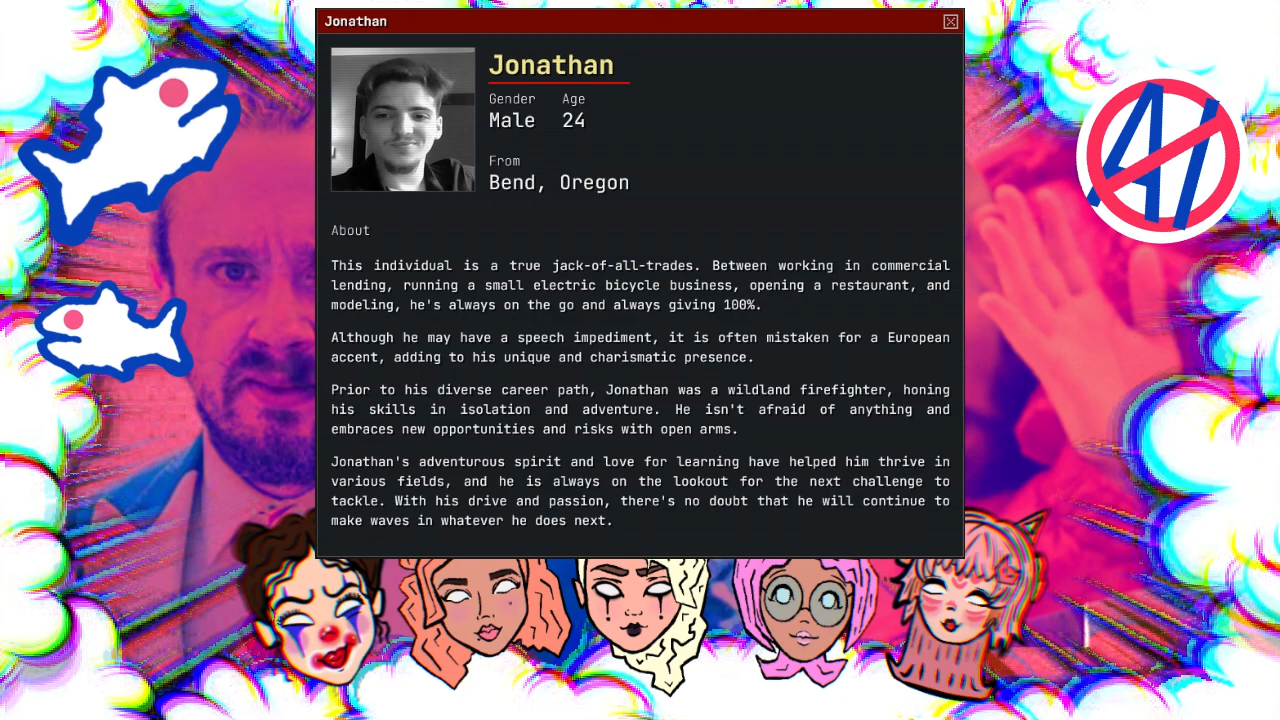 Jonathan
Jonathan
Gender Age
Male 24
From
Bend, Oregon
About
This individual is a true jack-of-all-trades. Between working in commercial
lending, running a small electric bicycle business, opening a restaurant, and
modeling, he's always on the go and always giving 100%.
Although he may have a speech impediment, it is often mistaken for a European
accent, adding to his unique and charismatic presence.
Prior to his diverse career path, Jonathan was a wildland firefighter, honing
his skills in isolation and adventure. He isn't afraid of anything and
embraces new opportunities and risks with open arms.
Jonathan's adventurous spirit and love for learning have helped him thrive in
various fields, and he is always on the lookout for the next challenge to
tackle. With his drive and passion, there's no doubt that he will continue to
make waves in whatever he does next.
AI